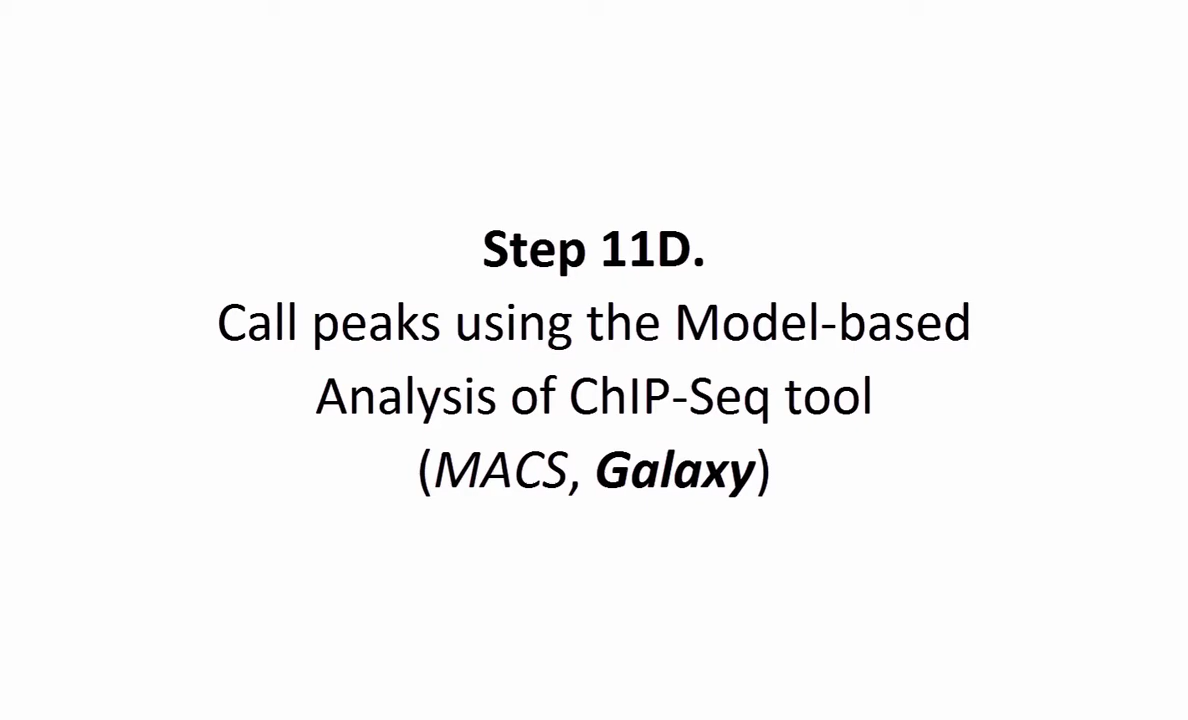 Step 11D.
Call peaks using the Model-based
Analysis of ChIP-Seq tool
(MACS, Galaxy)